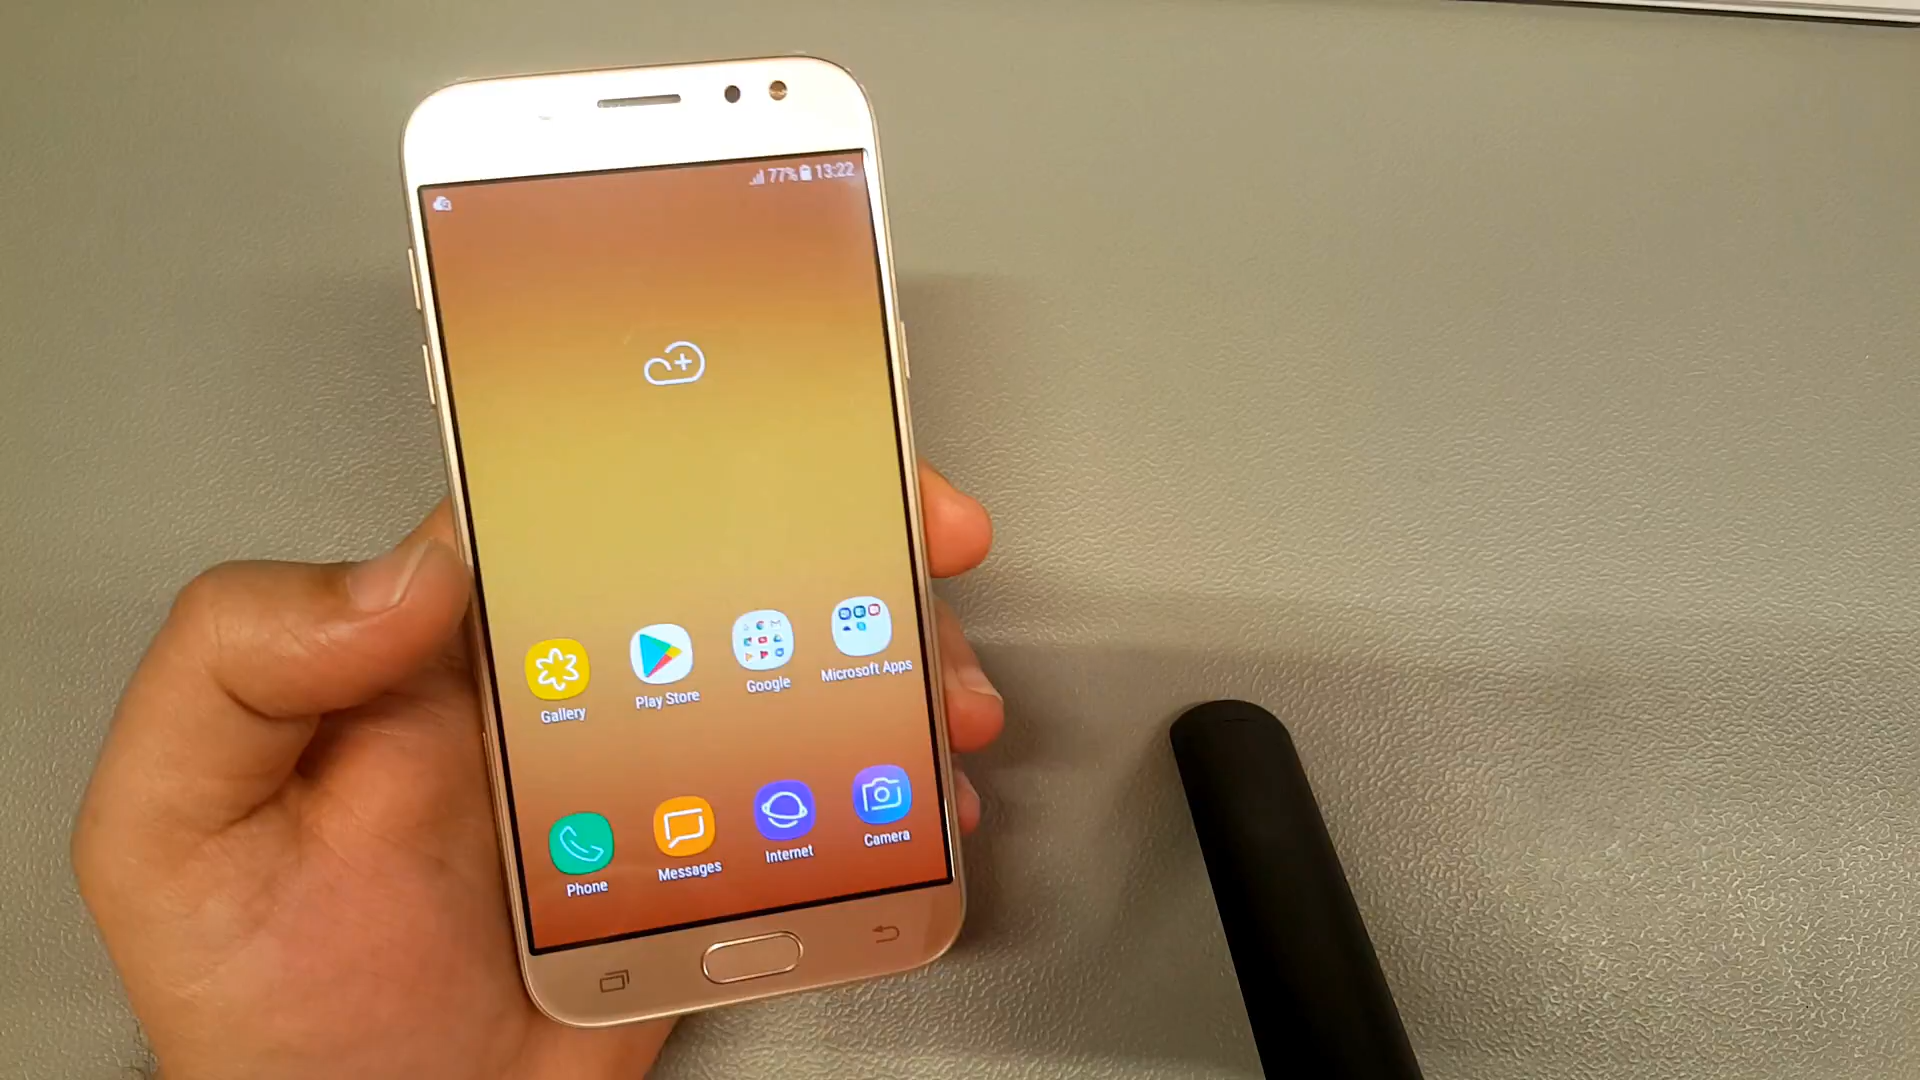 77% 13:22
Gallery
Play Store
Google
Microsoft Apps
Phone
Messages
Internet
Camera